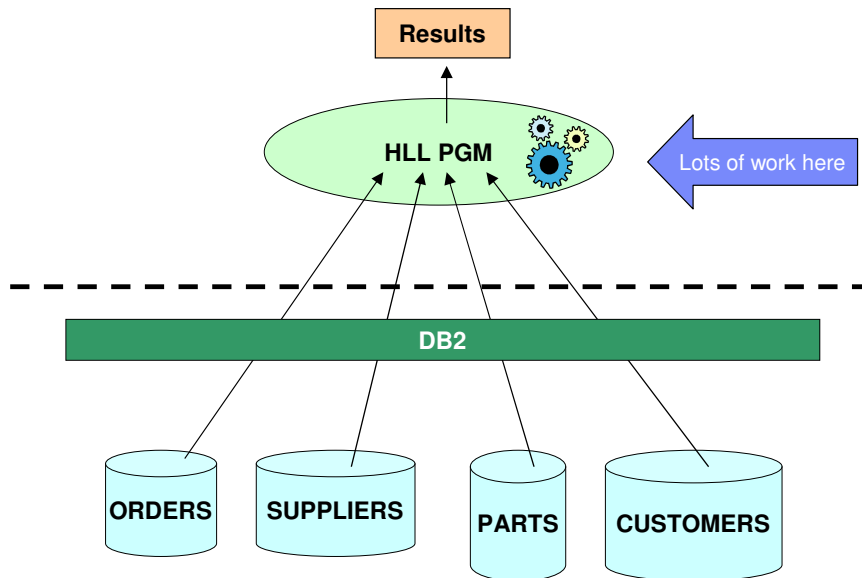 Results
HLL PGM
Lots of work here
DB2
ORDERS
SUPPLIERS
PARTS
CUSTOMERS